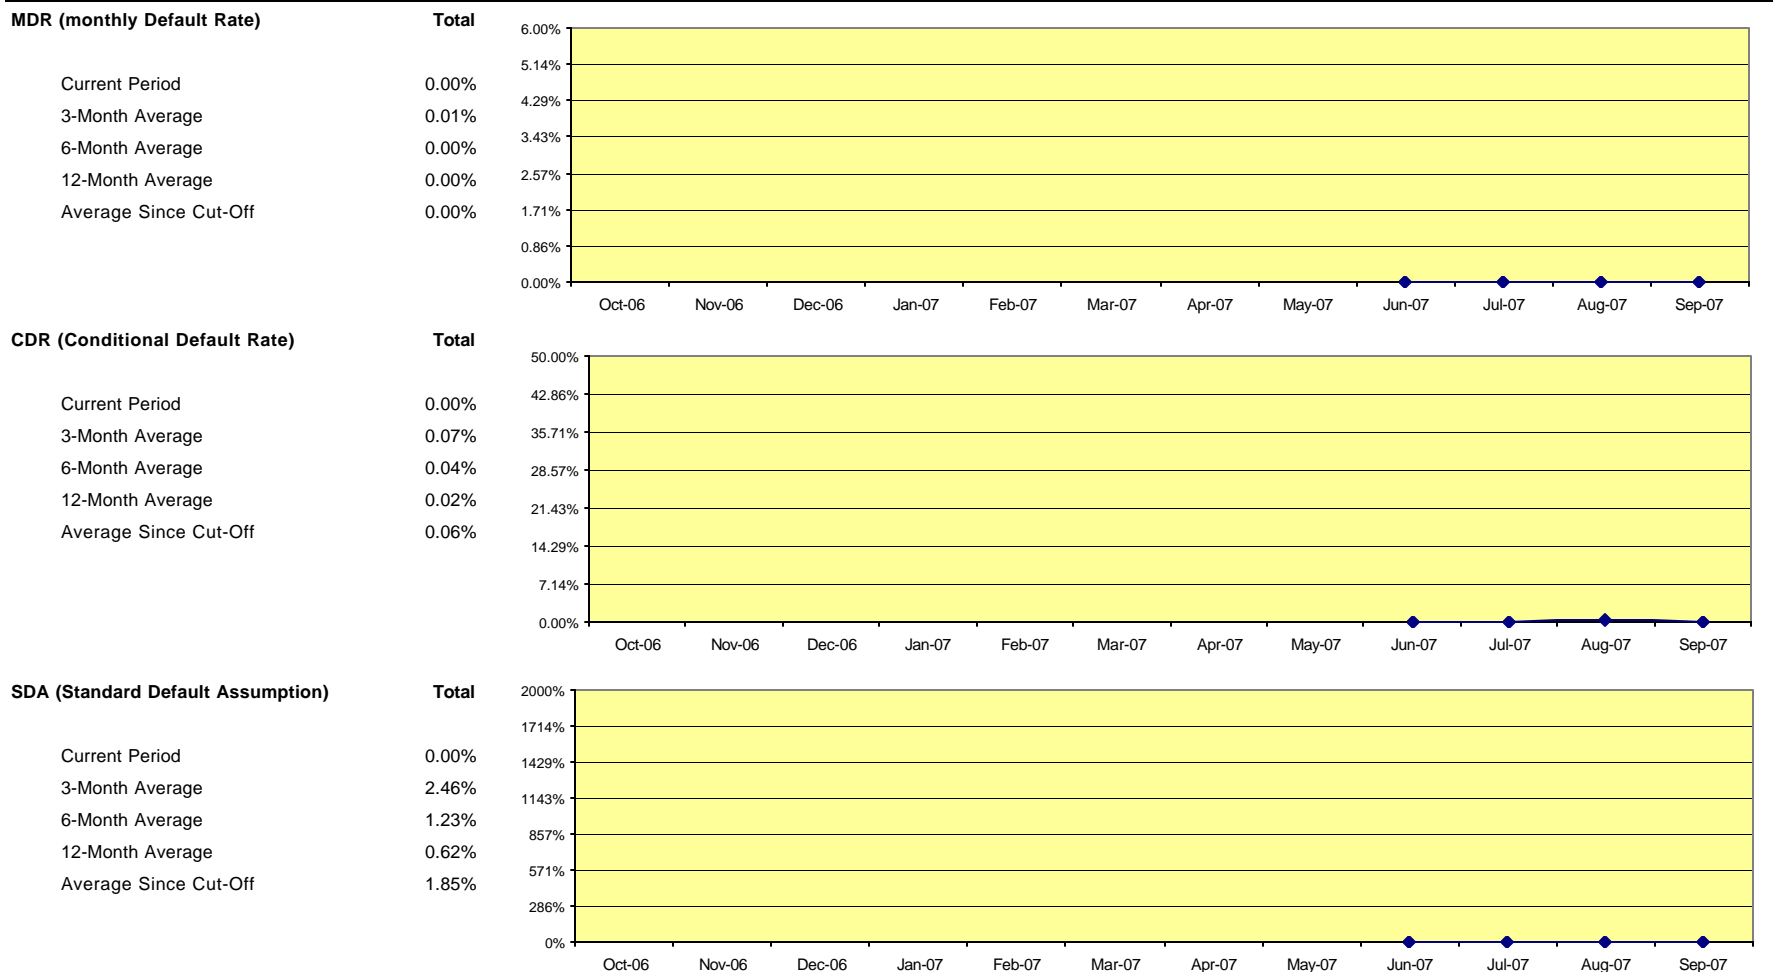 MDR (monthly Default Rate) Total
Current Period 0.00%
3-Month Average 0.01%
6-Month Average 0.00%
12-Month Average 0.00%
Average Since Cut-Off 0.00%
6.00%
5.14%
4.29%
3.43%
2.57%
1.71%
0.86%
0.00%
Oct-06 Nov-06 Dec-06 Jan-07 Feb-07 Mar-07 Apr-07 May-07 Jun-07 Jul-07 Aug-07 Sep-07
CDR (Conditional Default Rate) Total
Current Period 0.00%
3-Month Average 0.07%
6-Month Average 0.04%
12-Month Average 0.02%
Average Since Cut-Off 0.06%
50.00%
42.86%
35.71%
28.57%
21.43%
14.29%
7.14%
0.00%
Oct-06 Nov-06 Dec-06 Jan-07 Feb-07 Mar-07 Apr-07 May-07 Jun-07 Jul-07 Aug-07 Sep-07
SDA (Standard Default Assumption) Total
Current Period 0.00%
3-Month Average 2.46%
6-Month Average 1.23%
12-Month Average 0.62%
Average Since Cut-Off 1.85%
2000%
1714%
1429%
1143%
857%
571%
286%
0%
Oct-06 Nov-06 Dec-06 Jan-07 Feb-07 Mar-07 Apr-07 May-07 Jun-07 Jul-07 Aug-07 Sep-07